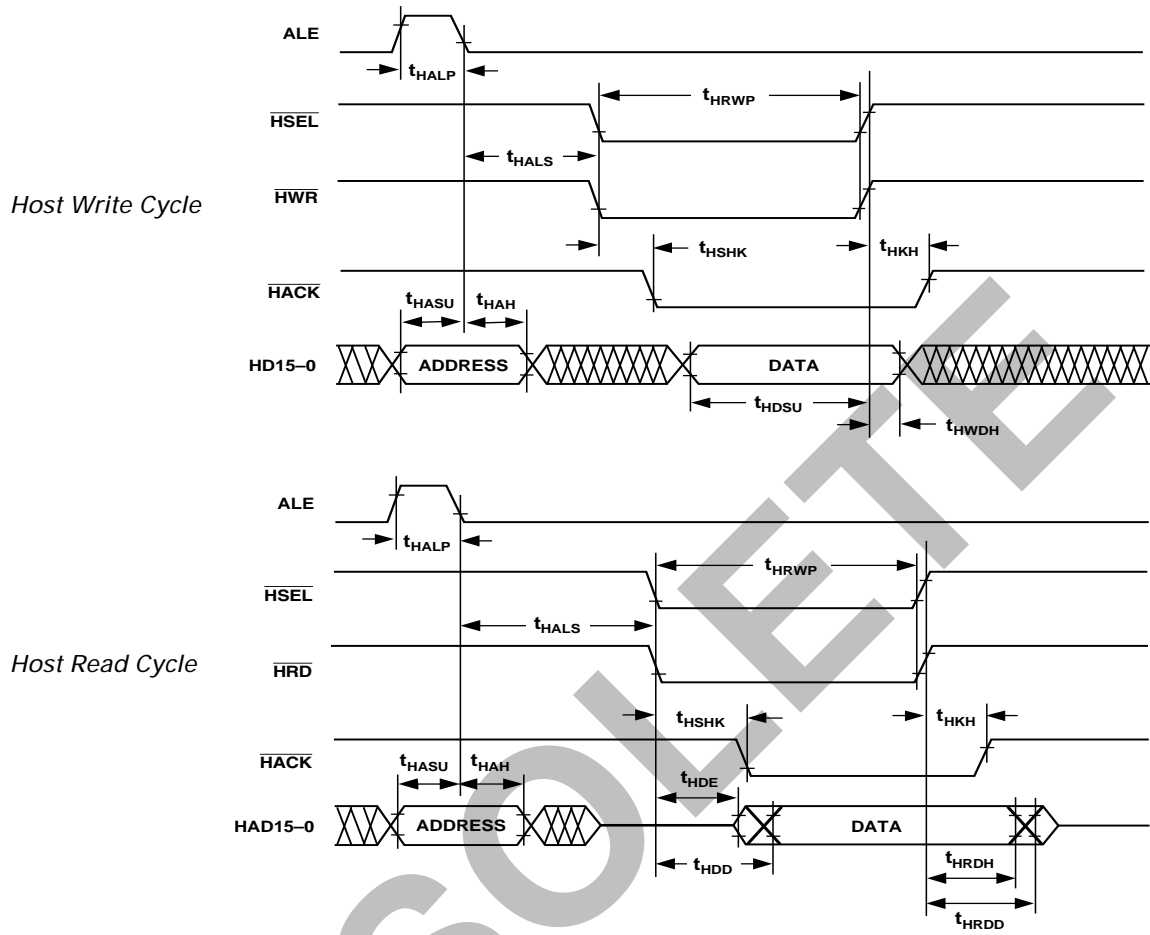 ALE
tHALP
tHRWP
HSEL
tHALS
Host Write Cycle
HWR
tHSHK
tHKH
HACK
tHASU
tHAH
HD15–0
ADDRESS
DATA
tHDSU
tHWDH
ALE
tHALP
tHRWP
HSEL
tHALS
Host Read Cycle
HRD
tHSHK
tHKH
HACK
tHASU
tHAH
tHDE
HAD15–0
ADDRESS
DATA
tHDD
tHRDH
tHRDD
SOLETE